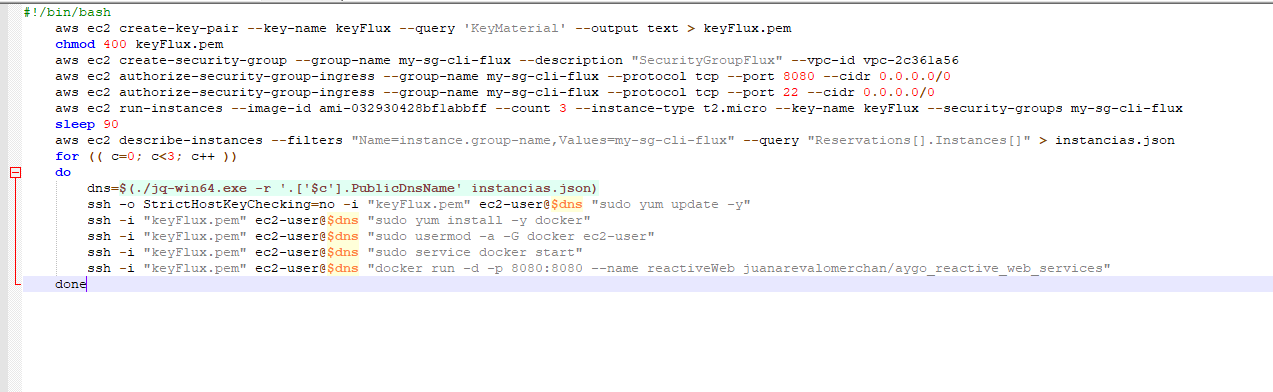 #!/bin/bash
aws ec2 create-key-pair --key-name keyFlux --query 'KeyMaterial' --output text > keyFlux.pem
chmod 400 keyFlux.pem
aws ec2 create-security-group --group-name my-sg-cli-flux --description "SecurityGroupFlux" --vpc-id vpc-2c361a56
aws ec2 authorize-security-group-ingress --group-name my-sg-cli-flux --protocol tcp --port 8080 --cidr 0.0.0.0/0
aws ec2 authorize-security-group-ingress --group-name my-sg-cli-flux --protocol tcp --port 22 --cidr 0.0.0.0/0
aws ec2 run-instances --image-id ami-032930428bf1abbff --count 3 --instance-type t2.micro --key-name keyFlux --security-groups my-sg-cli-flux
sleep 90
aws ec2 describe-instances --filters "Name=instance.group-name,Values=my-sg-cli-flux" --query "Reservations[].Instances[]" > instancias.json
for (( c=0; c<3; c++ ))
do
dns=$(./jq-win64.exe -r '.['$c'].PublicDnsName' instancias.json)
ssh -o StrictHostKeyChecking=no -i "keyFlux.pem" ec2-user@$dns "sudo yum update -y"
ssh -i "keyFlux.pem" ec2-user@$dns "sudo yum install -y docker"
ssh -i "keyFlux.pem" ec2-user@$dns "sudo usermod -a -G docker ec2-user"
ssh -i "keyFlux.pem" ec2-user@$dns "sudo service docker start"
ssh -i "keyFlux.pem" ec2-user@$dns "docker run -d -p 8080:8080 --name reactiveWeb juanarevalomerchan/aygo_reactive_web_services"
done